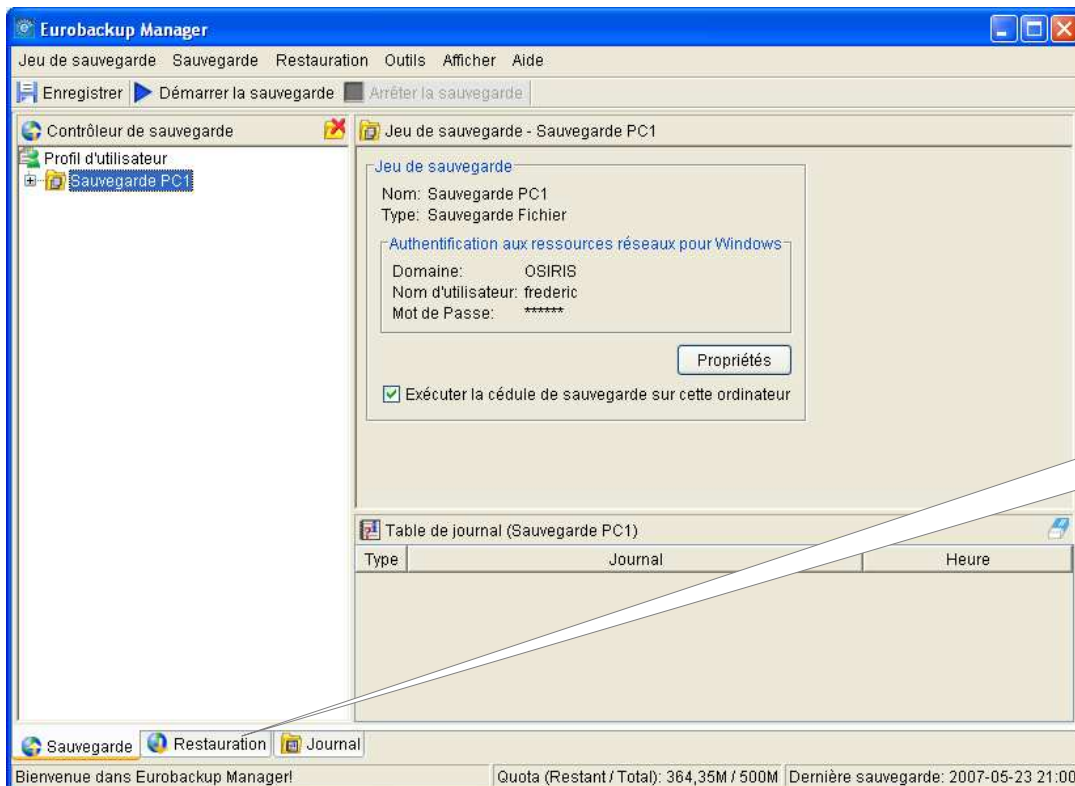 Eurobackup Manager
Jeu de sauvegarde Sauvegarde Restauration Outils Afficher Aide
Enregistrer Démarrer la sauvegarde Arrêter la sauvegarde
Contrôleur de sauvegarde
Profil d'utilisateur
Sauvegarde PC1
Jeu de sauvegarde - Sauvegarde PC1
Jeu de sauvegarde
Nom: Sauvegarde PC1
Type: Sauvegarde Fichier
Authentification aux ressources réseaux pour Windows
Domaine: OSIRIS
Nom d'utilisateur: frederic
Mot de Passe: ******
Propriétés
Exécuter la cédule de sauvegarde sur cette ordinateur
Table de journal (Sauvegarde PC1)
Type Journal Heure
Sauvegarde Restauration Journal
Bienvenue dans Eurobackup Manager! Quota (Restant / Total): 364,35M / 500M Dernière sauvegarde: 2007-05-23 21:00